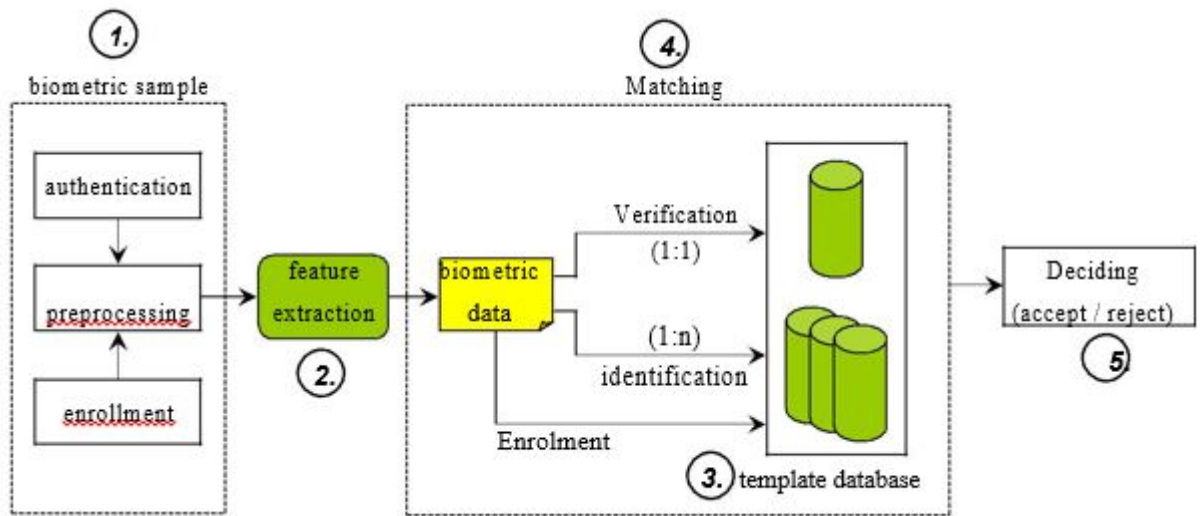 1.
biometric sample
authentication
preprocessing
enrollment
feature
extraction
2.
4.
Matching
biometric
data
Verification
(1:1)
(1:n)
identification
Enrolment
3. template database
Deciding
(accept / reject)
5.